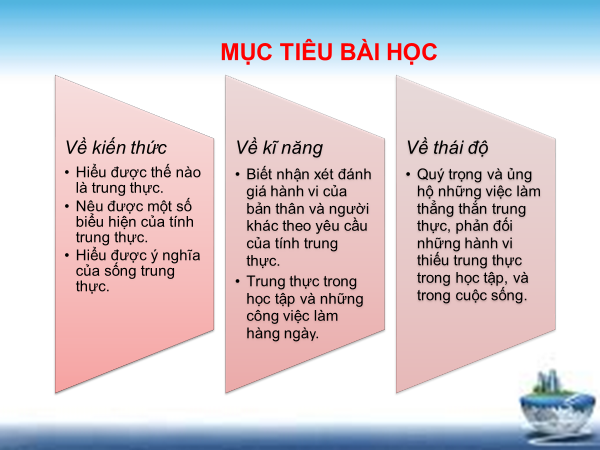 MỤC TIÊU BÀI HỌC
Về kiến thức
• Hiểu được thế nào
là trung thực.
• Nêu được một số
biểu hiện của tính
trung thực.
• Hiểu được ý nghĩa
của sống trung
thực.
Về kĩ năng
• Biết nhận xét đánh
giá hành vi của
bản thân và người
khác theo yêu cầu
của tính trung
thực.
• Trung thực trong
học tập và những
công việc làm
hàng ngày.
Về thái độ
• Quý trọng và ủng
hộ những việc làm
thẳng thắn trung
thực, phản đối
những hành vi
thiếu trung thực
trong học tập, và
trong cuộc sống.